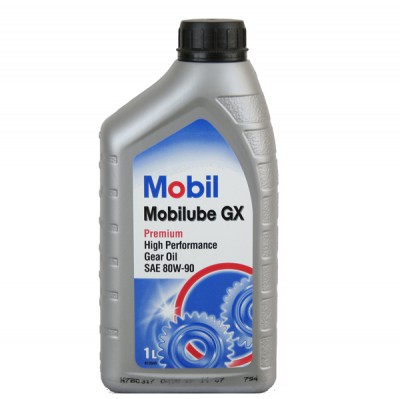 Mobil
Mobilube GX
Premium
High Performance
Gear Oil
SAE 80W-90
1L